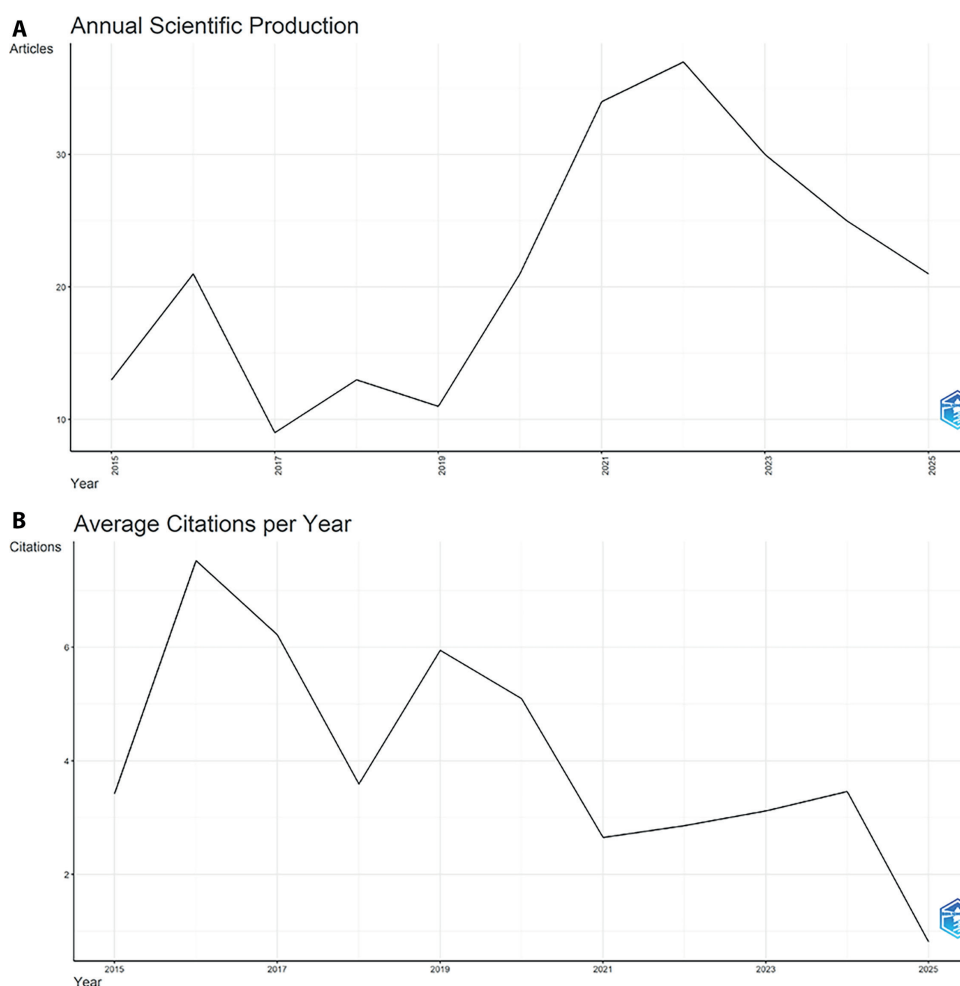 A
Annual Scientific Production
Articles
30
20
10
2015 2017 2019 2021 2023 2025
Year
B
Average Citations per Year
Citations
6
4
2
2015 2017 2019 2021 2023 2025
Year